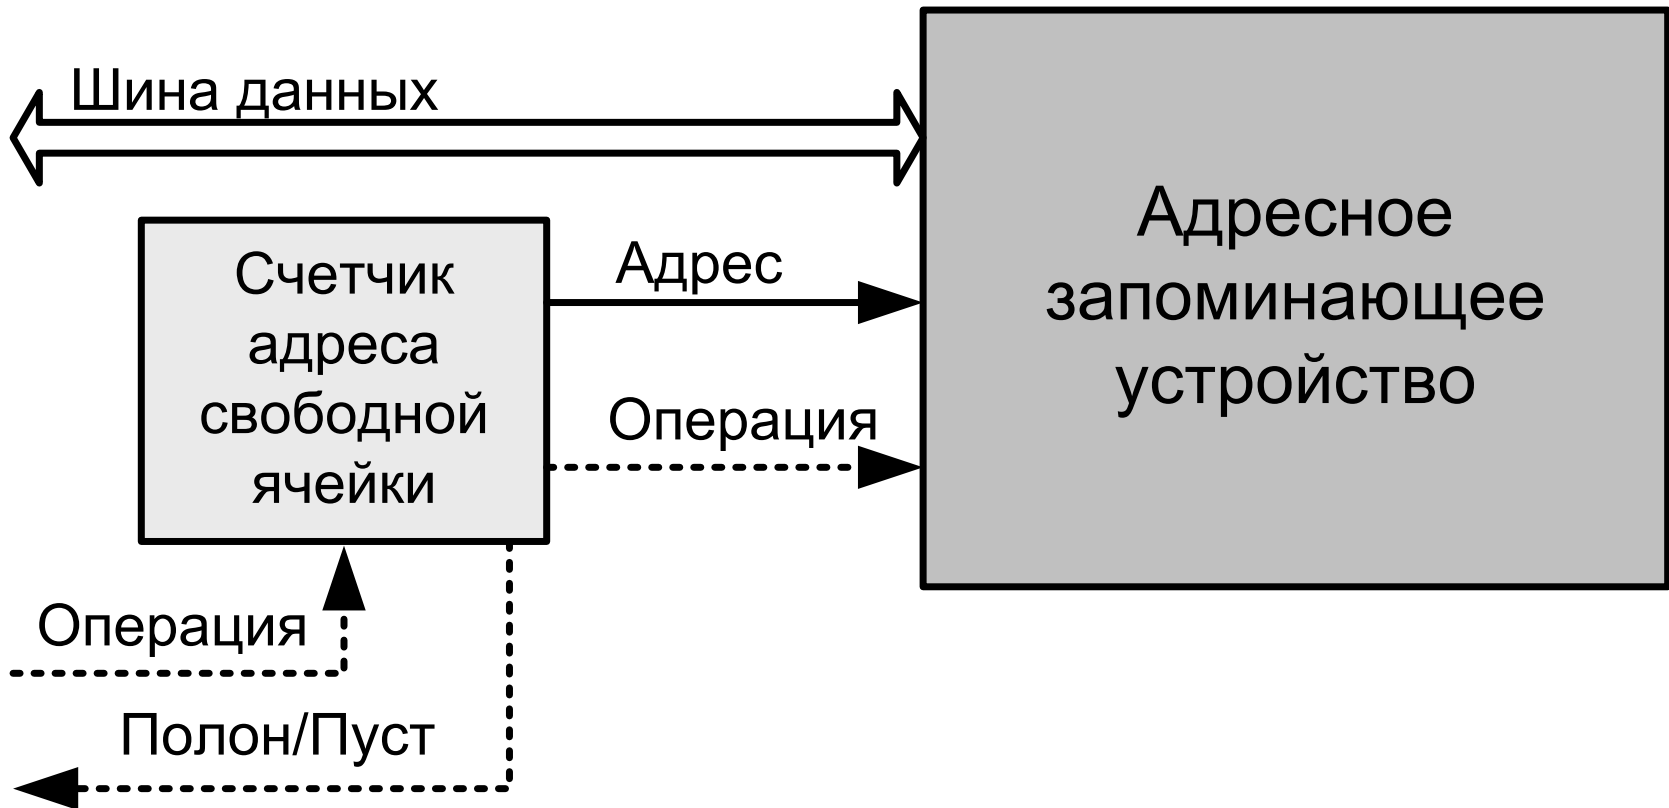 Шина данных
Счетчик
адреса
свободной
ячейки
Адрес
Операция
Адресное
запоминающее
устройство
Операция
Полон/Пуст